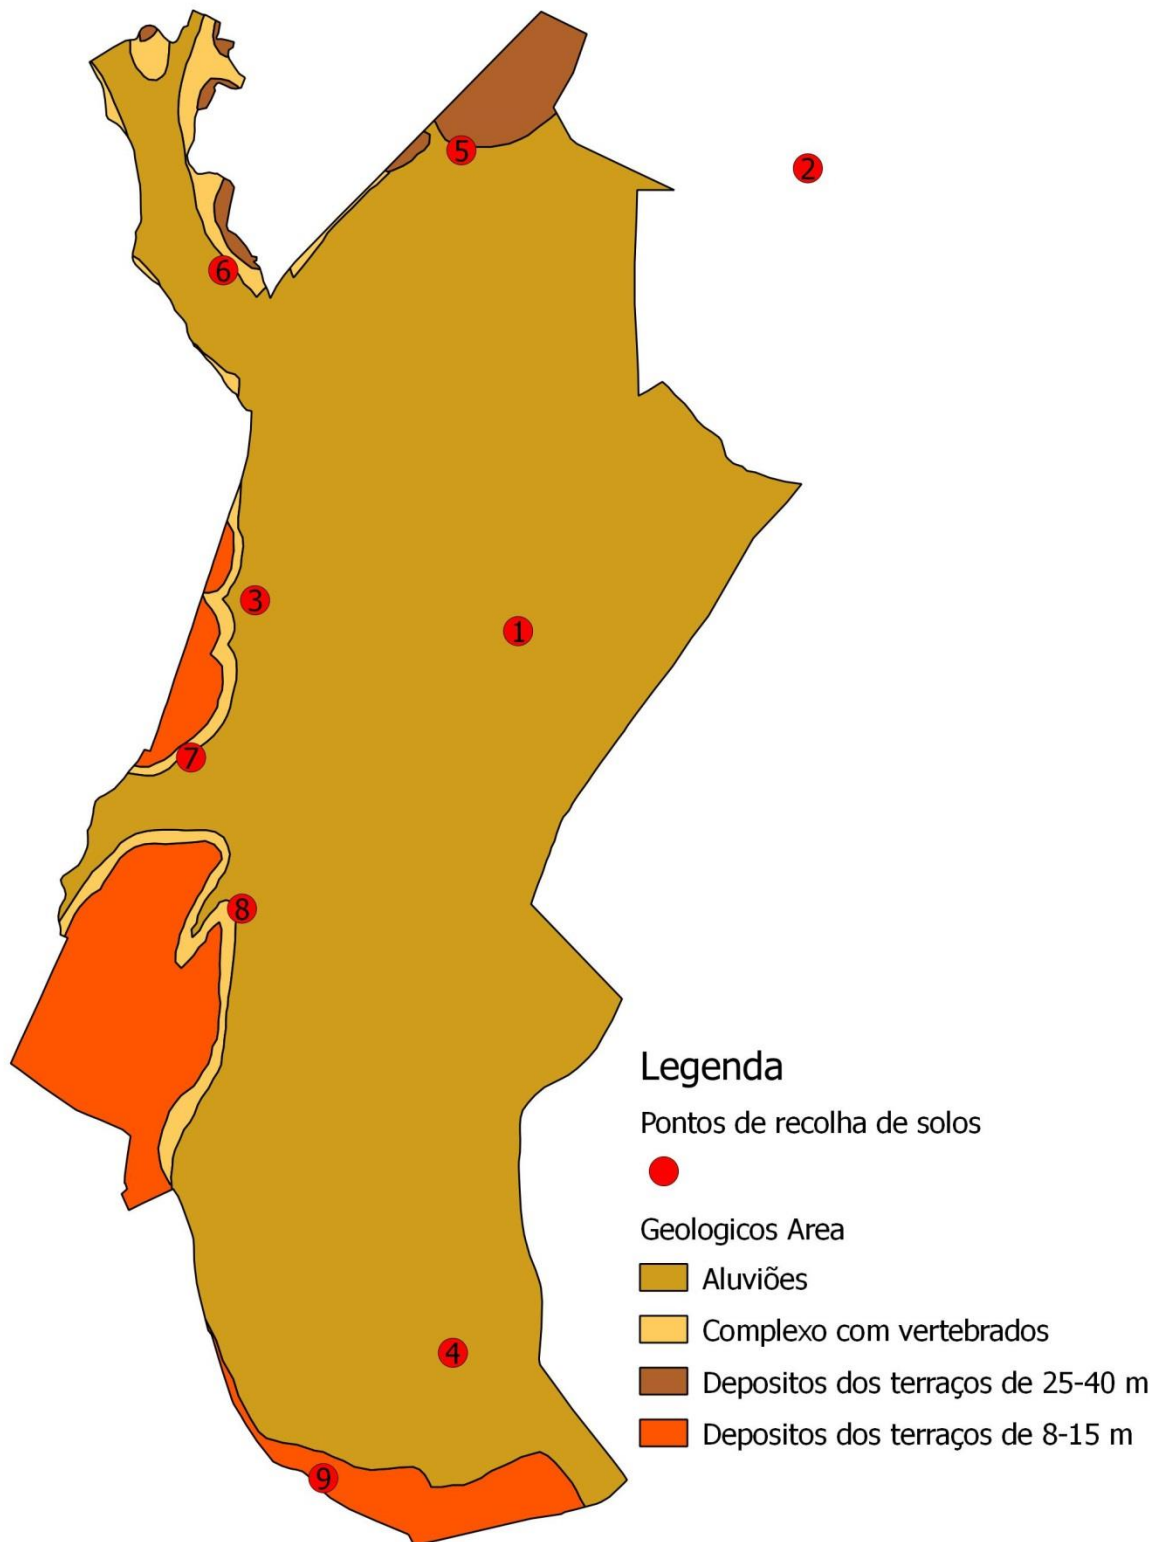 5
2
6
3
1
7
8
Legenda
Pontos de recolha de solos
Geologicos Area
Aluviões
Complexo com vertebrados
4
Depositos dos terraços de 25-40 m
Depositos dos terraços de 8-15 m
9